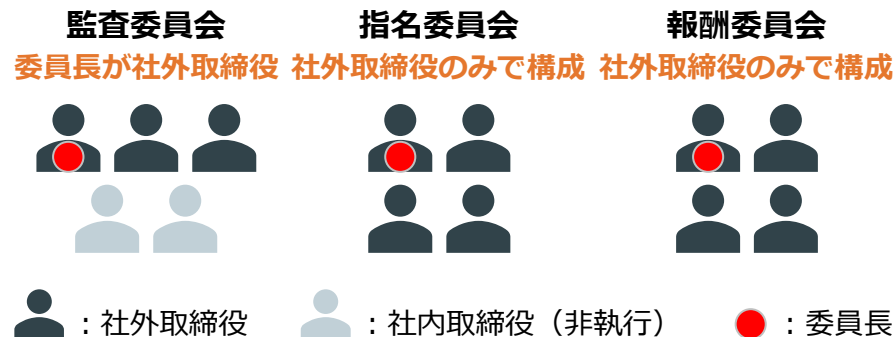 監査委員会 指名委員会 報酬委員会
委員長が社外取締役 社外取締役のみで構成 社外取締役のみで構成
：社外取締役 ：社内取締役（非執行） ：委員長